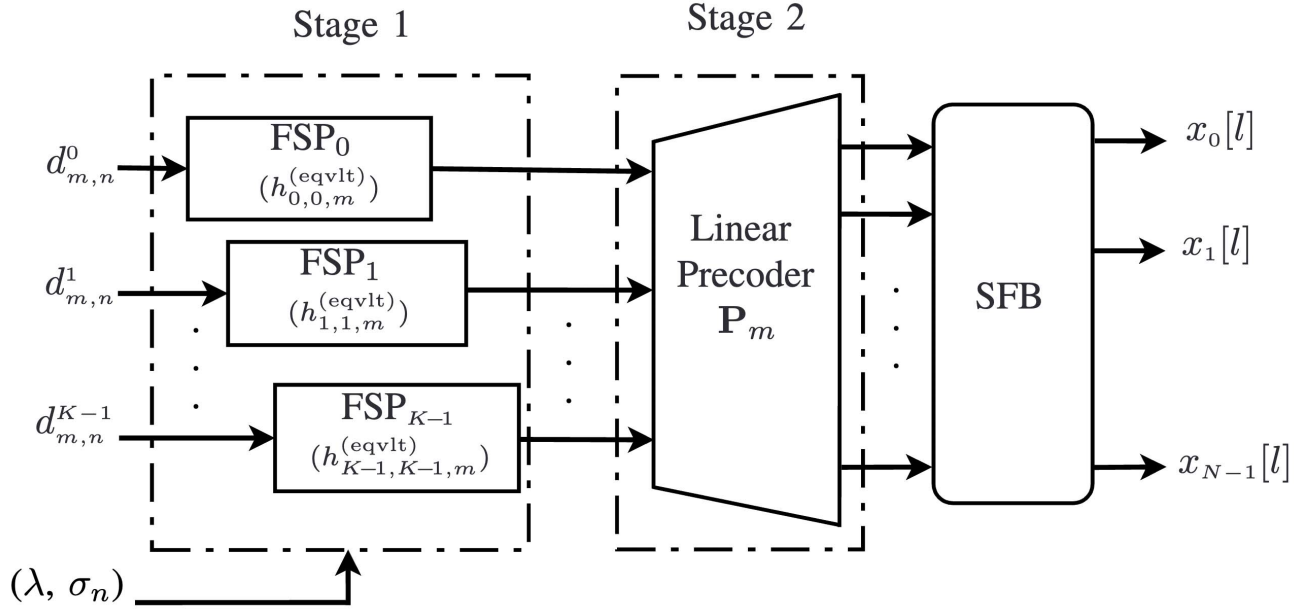 Stage 1
Stage 2
d^0_{m,n}
FSP_0
(h^{(eqvlt)}_{0,0,m})
d^1_{m,n}
FSP_1
(h^{(eqvlt)}_{1,1,m})
d^{K-1}_{m,n}
FSP_{K-1}
(h^{(eqvlt)}_{K-1,K-1,m})
(λ, σ_n)
Linear
Precoder
P_m
SFB
x_0[l]
x_1[l]
x_{N-1}[l]